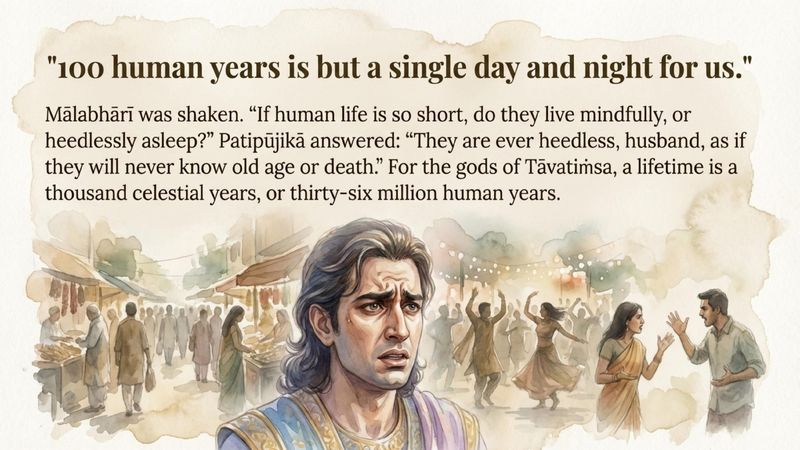 "100 human years is but a single day and night for us."
Mālabhārī was shaken. “If human life is so short, do they live mindfully, or
heedlessly asleep?” Patipūjikā answered: “They are ever heedless, husband, as if
they will never know old age or death.” For the gods of Tāvatiṁsa, a lifetime is a
thousand celestial years, or thirty-six million human years.